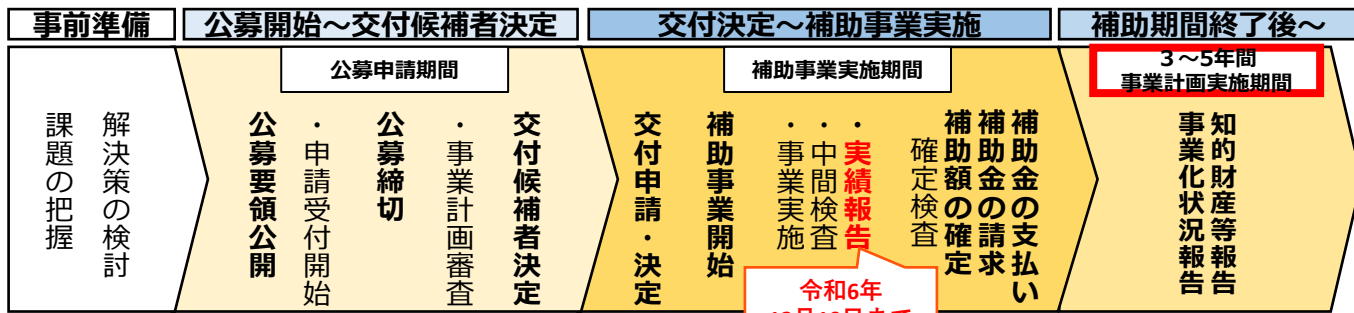 事前準備
公募開始～交付候補者決定
交付決定～補助事業実施
補助期間終了後～
公募申請期間
補助事業実施期間
３～5年間
事業計画実施期間
課題の把握
解決策の検討
公募要領公開
・申請受付開始
公募締切
・事業計画審査
交付候補者決定
交付申請・決定
補助事業開始
・事業実施
・中間検査
・実績報告
確定検査
補助額の確定
補助金の請求
補助金の支払い
事業化状況報告
知的財産等報告
令和6年